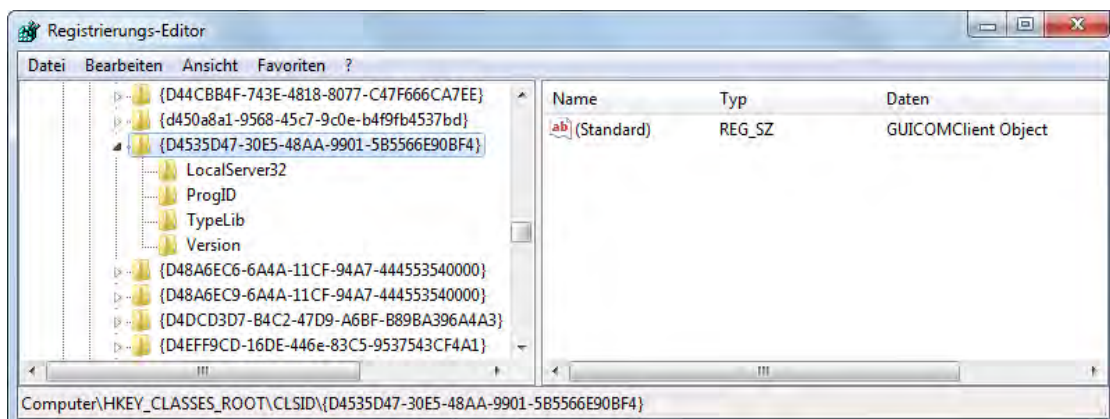 Registrierungs-Editor
Datei Bearbeiten Ansicht Favoriten ?
{D44CBB4F-743E-4818-8077-C47F666CA7EE}
{d450a8a1-9568-45c7-9c0e-b4f9fb4537bd}
{D4535D47-30E5-48AA-9901-5B5566E90BF4}
LocalServer32
ProgID
TypeLib
Version
{D48A6EC6-6A4A-11CF-94A7-444553540000}
{D48A6EC9-6A4A-11CF-94A7-444553540000}
{D4DCD3D7-B4C2-47D9-A6BF-B89BA396A4A3}
{D4EFF9CD-16DE-446e-83C5-9537543CF4A1}
Name Typ Daten
ab (Standard) REG_SZ GUICOMClient Object
Computer\HKEY_CLASSES_ROOT\CLSID\{D4535D47-30E5-48AA-9901-5B5566E90BF4}